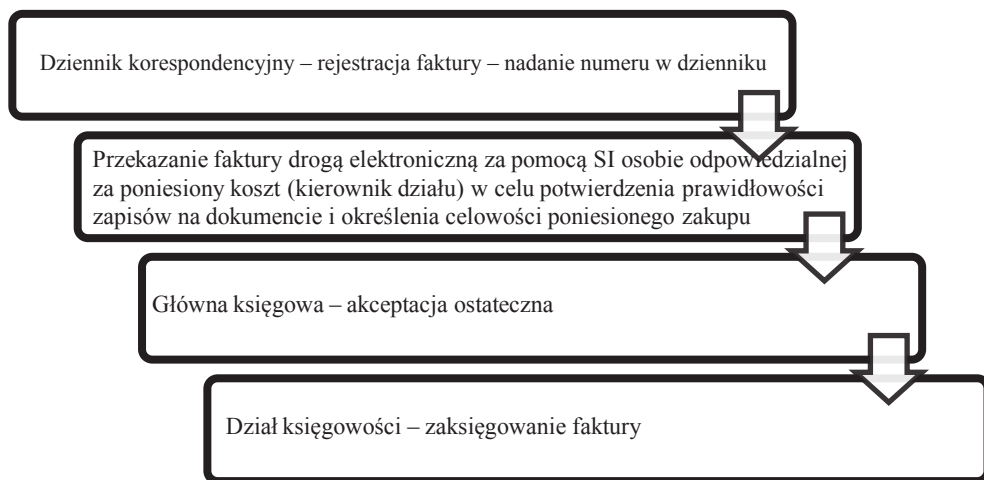 Dziennik korespondencyjny – rejestracja faktury – nadanie numeru w dzienniku
Przekazanie faktury drogą elektroniczną za pomocą SI osobie odpowiedzialnej
za poniesiony koszt (kierownik działu) w celu potwierdzenia prawidłowości
zapisów na dokumencie i określenia celowości poniesionego zakupu
Główna księgowa – akceptacja ostateczna
Dział księgowości – zaksięgowanie faktury